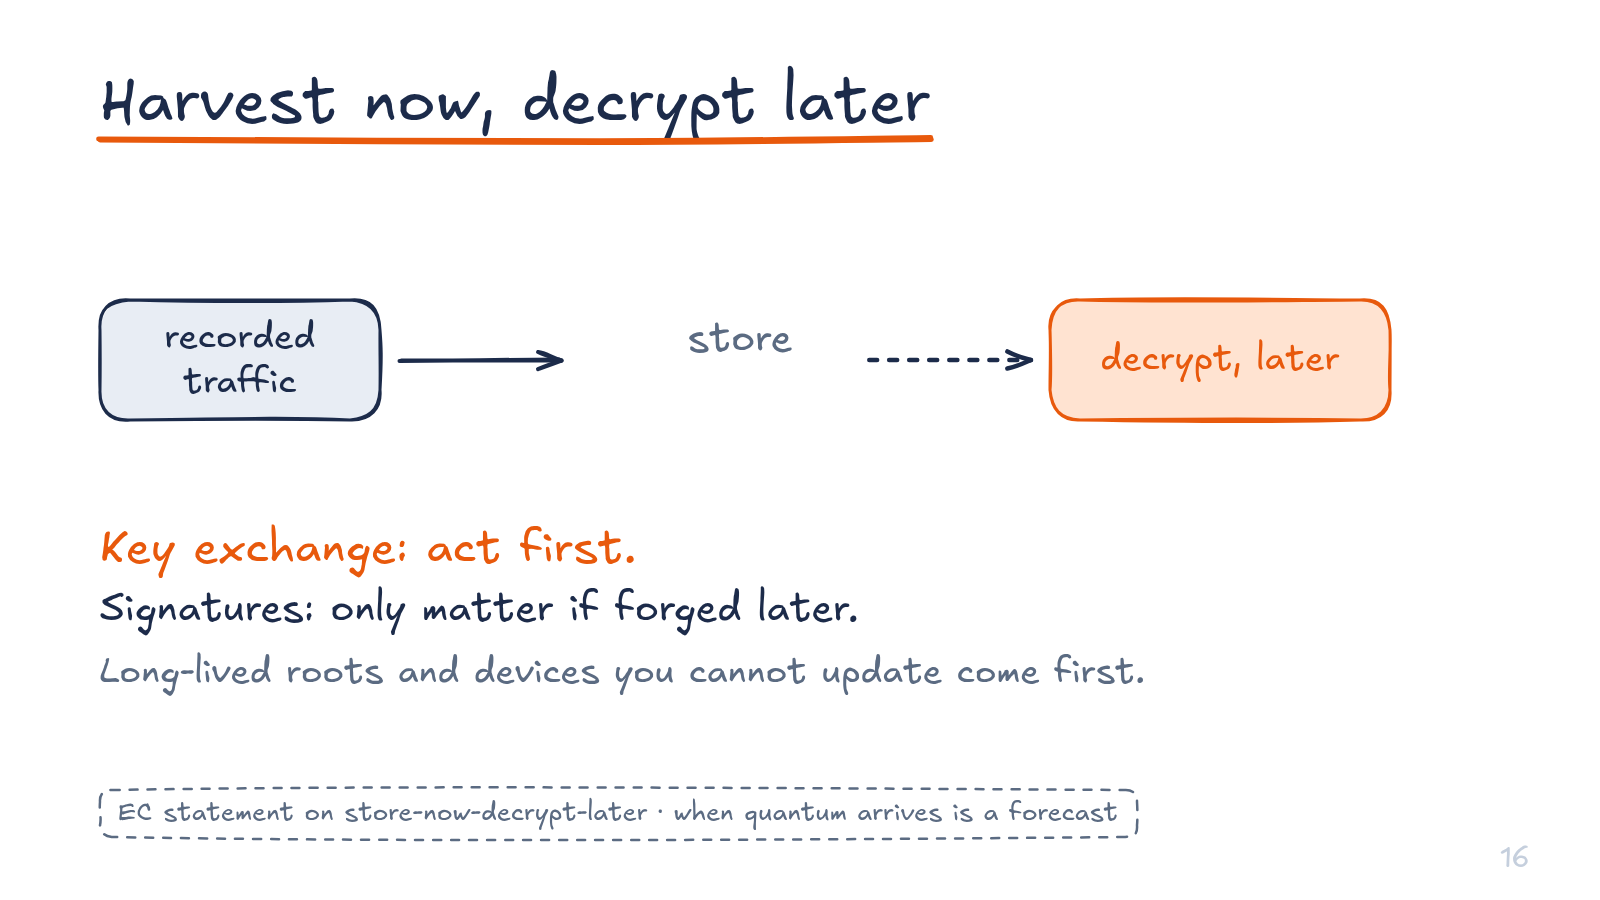 Harvest now, decrypt later
recorded
traffic
store
decrypt, later
Key exchange: act first.
Signatures: only matter if forged later.
Long-lived roots and devices you cannot update come first.
EC statement on store-now-decrypt-later · when quantum arrives is a forecast
16